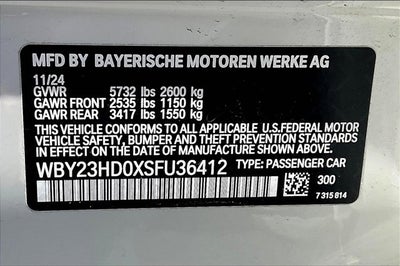 MFD BY BAYERISCHE MOTOREN WERKE AG
11/24
GVWR 5732 lbs 2600 kg
GAWR FRONT 2535 lbs 1150 kg
GAWR REAR 3417 lbs 1550 kg
THIS VEHICLE CONFORMS TO ALL APPLICABLE U.S. FEDERAL MOTOR
VEHICLE SAFETY, BUMPER, AND THEFT PREVENTION STANDARDS
IN EFFECT ON THE DATE OF MANUFACTURE SHOWN ABOVE.
WBY23HD0XSFU36412 TYPE: PASSENGER CAR
300
7 315 814